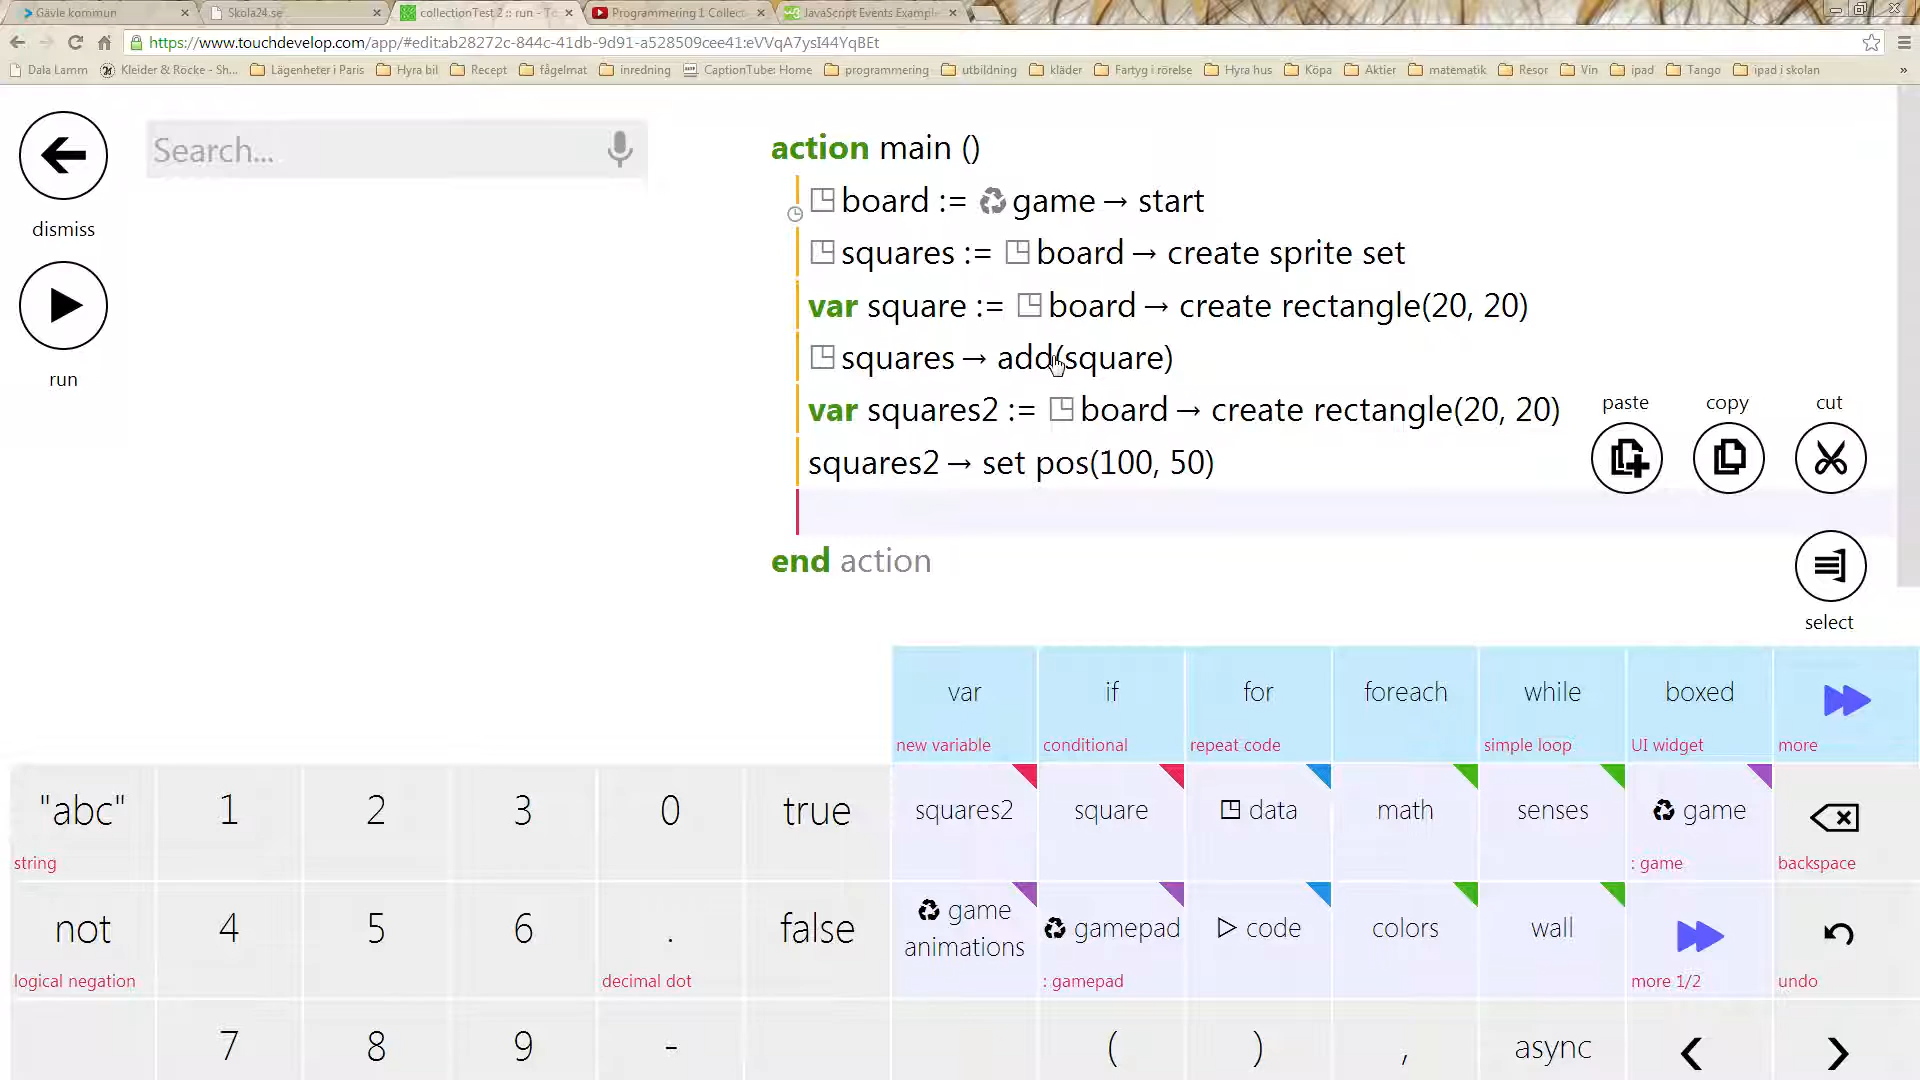 Gävle kommun
Skola24.se
collectionTest 2 :: run - To
Programmering 1 Collect
JavaScript Events Exampl
https://www.touchdevelop.com/app/#edit:ab28272c-844c-41db-9d91-a528509cee41:eVVqA7ysI44YqBEt
Dala Lamm
Kleider & Röcke - Sh...
Lägenheter i Paris
Hyra bil
Recept
fågelmat
inredning
CaptionTube: Home
programmering
utbildning
kläder
Fartyg i rörelse
Hyra hus
Köpa
Aktier
matematik
Resor
Vin
ipad
Tango
ipad i skolan
»
dismiss
run
Search...
action main ()
board := game → start
squares := board → create sprite set
var square := board → create rectangle(20, 20)
squares → add(square)
var squares2 := board → create rectangle(20, 20)
squares2 → set pos(100, 50)
end action
paste
copy
cut
select
var
new variable
if
conditional
for
repeat code
foreach
while
simple loop
boxed
UI widget
more
"abc"
string
1
2
3
0
true
squares2
square
data
math
senses
game
: game
backspace
not
logical negation
4
5
6
.
decimal dot
false
game animations
gamepad
: gamepad
code
colors
wall
more 1/2
undo
7
8
9
-
(
)
,
async